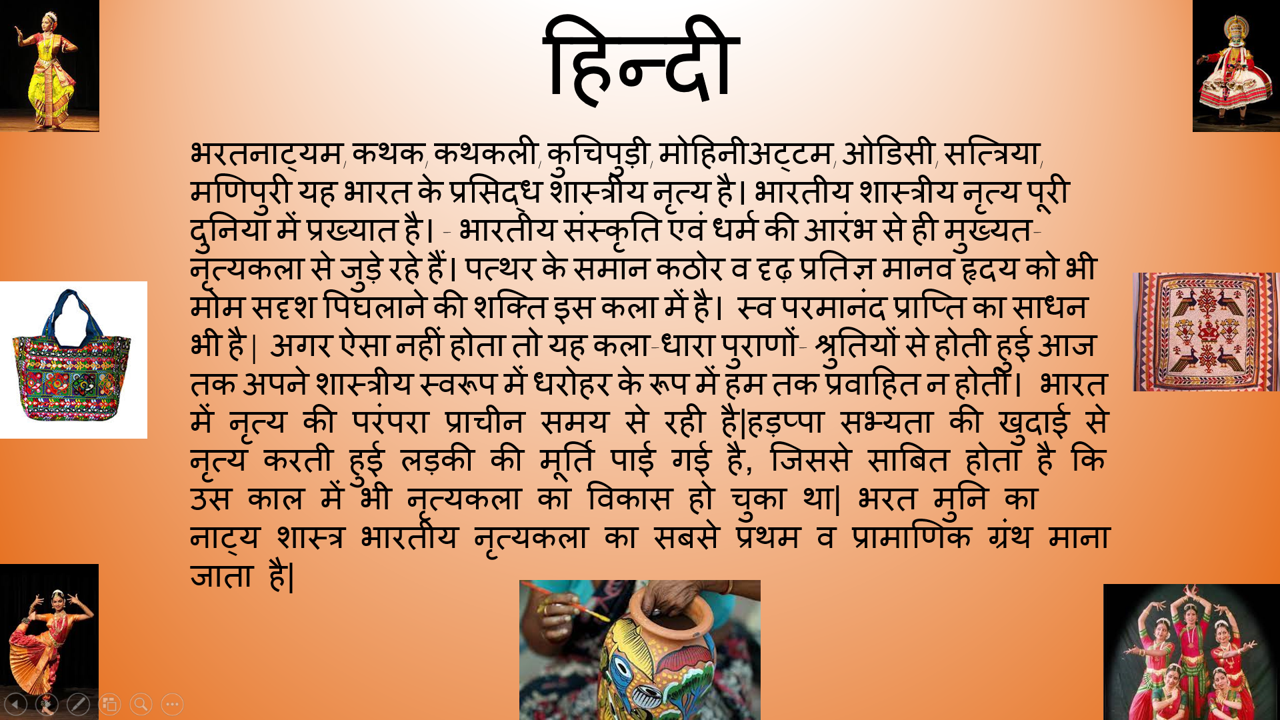 हिन्दी
भरतनाट्यम, कथक, कथकली, कुचिपुड़ी, मोहिनीअट्टम, ओडिसी, सत्त्रिया,
मणिपुरी यह भारत के प्रसिद्ध शास्त्रीय नृत्य है। भारतीय शास्त्रीय नृत्य पूरी
दुनिया में प्रख्यात है। - भारतीय संस्कृति एवं धर्म की आरंभ से ही मुख्यत-
नृत्यकला से जुड़े रहे हैं। पत्थर के समान कठोर व दृढ़ प्रतिज्ञ मानव हृदय को भी
मोम सदृश पिघलाने की शक्ति इस कला में है। स्व परमानंद प्राप्ति का साधन
भी है| अगर ऐसा नहीं होता तो यह कला-धारा पुराणों- श्रुतियों से होती हुई आज
तक अपने शास्त्रीय स्वरूप में धरोहर के रूप में हम तक प्रवाहित न होती। भारत
में नृत्य की परंपरा प्राचीन समय से रही है|हड़प्पा सभ्यता की खुदाई से
नृत्य करती हुई लड़की की मूर्ति पाई गई है, जिससे साबित होता है कि
उस काल में भी नृत्यकला का विकास हो चुका था| भरत मुनि का
नाट्य शास्त्र भारतीय नृत्यकला का सबसे प्रथम व प्रामाणिक ग्रंथ माना
जाता है|